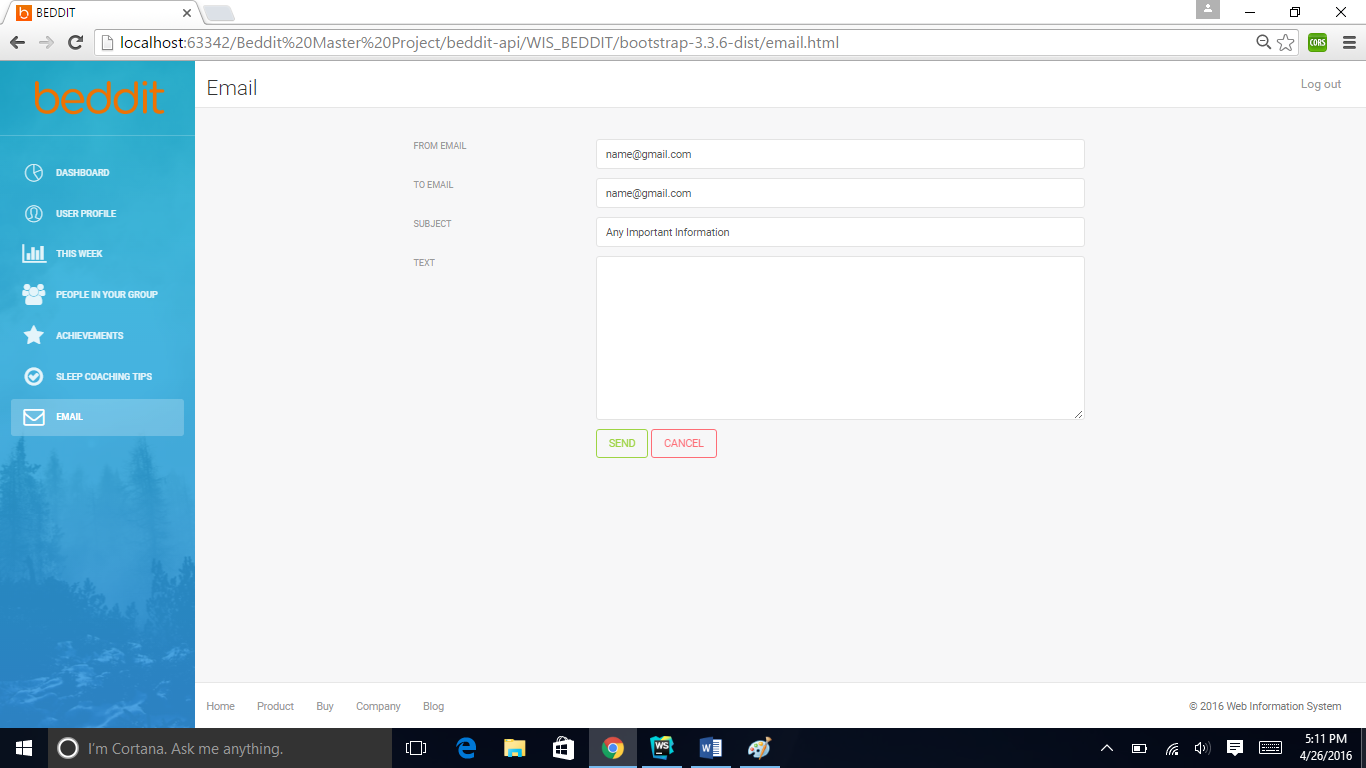 BEDDIT
localhost:63342/Beddit%20Master%20Project/beddit-api/WIS_BEDDIT/bootstrap-3.3.6-dist/email.html
CORS
beddit
Email
Log out
DASHBOARD
USER PROFILE
THIS WEEK
PEOPLE IN YOUR GROUP
ACHIEVEMENTS
SLEEP COACHING TIPS
EMAIL
FROM EMAIL
name@gmail.com
TO EMAIL
name@gmail.com
SUBJECT
Any Important Information
TEXT
SEND CANCEL
Home Product Buy Company Blog
© 2016 Web Information System
I'm Cortana. Ask me anything.
WS
5:11 PM
4/26/2016